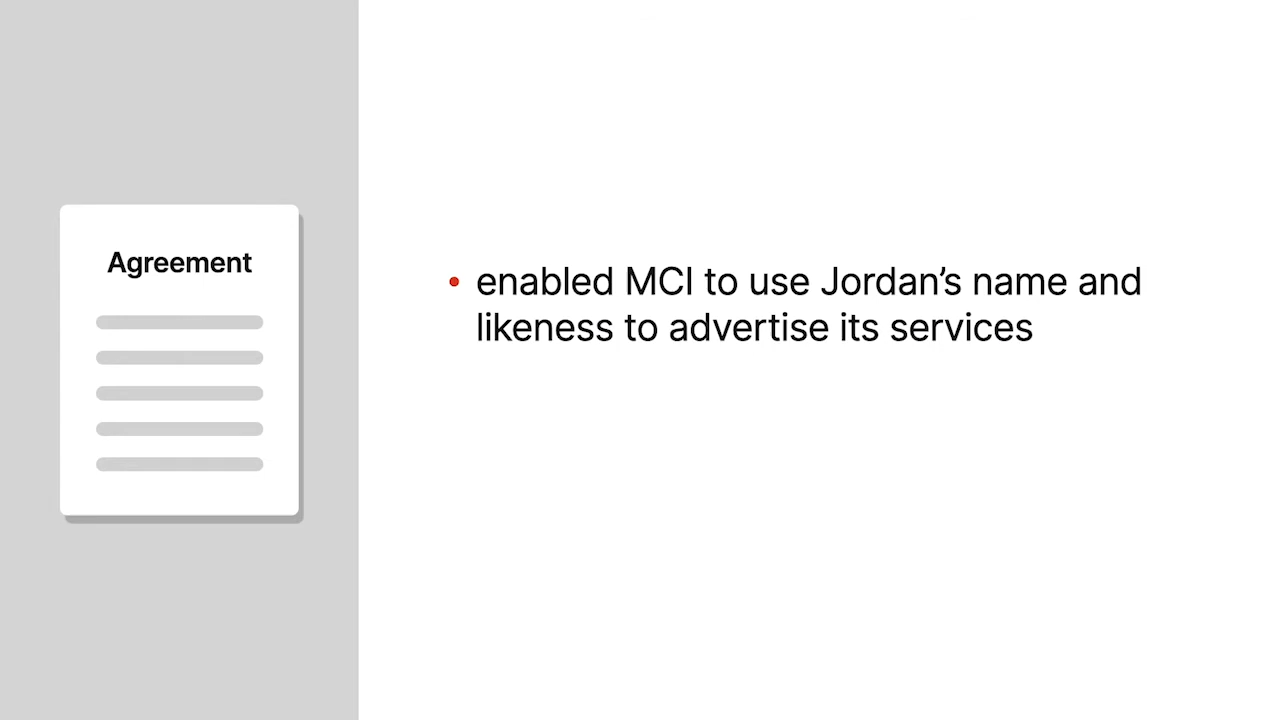 Agreement
• enabled MCI to use Jordan’s name and
likeness to advertise its services